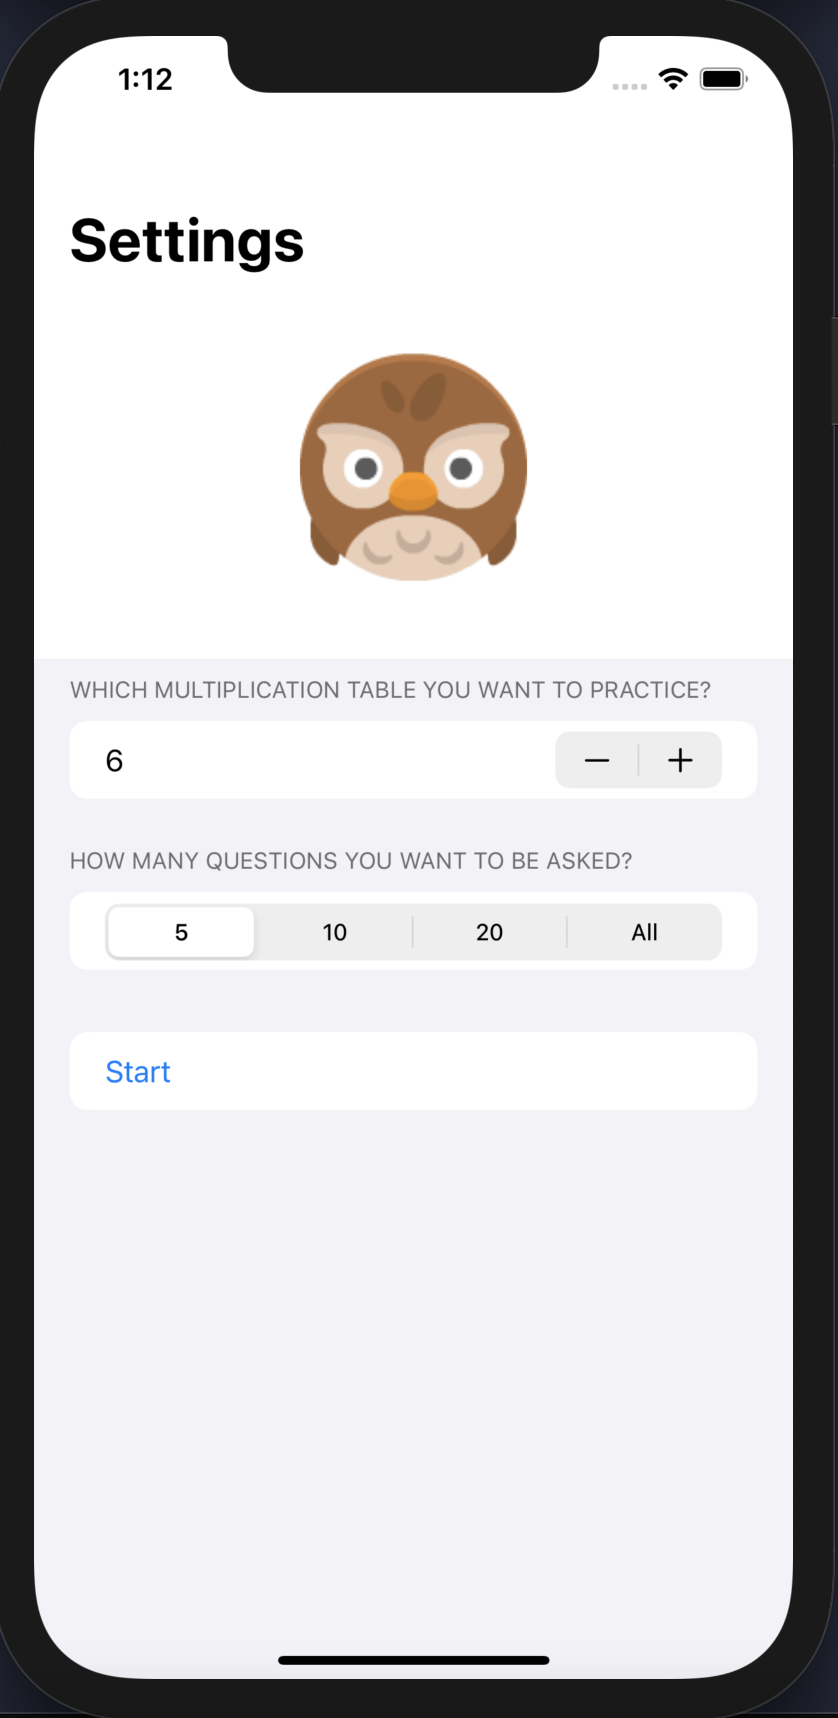 1:12
Settings
WHICH MULTIPLICATION TABLE YOU WANT TO PRACTICE?
6
HOW MANY QUESTIONS YOU WANT TO BE ASKED?
5 10 20 All
Start